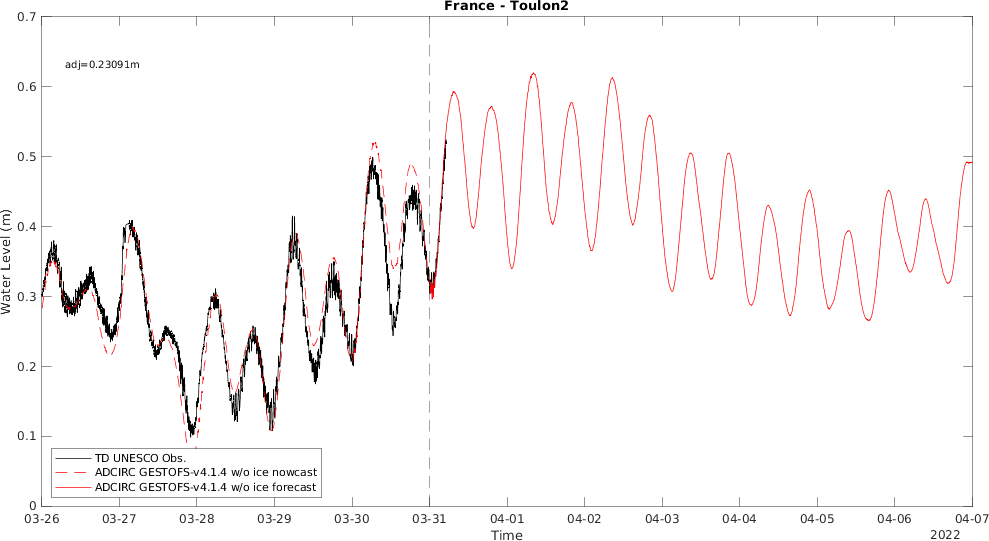 France - Toulon2
adj=0.23091m
Water Level (m)
0.7
0.6
0.5
0.4
0.3
0.2
0.1
0
TD UNESCO Obs.
ADCIRC GESTOFS-v4.1.4 w/o ice nowcast
ADCIRC GESTOFS-v4.1.4 w/o ice forecast
03-26 03-27 03-28 03-29 03-30 03-31 04-01 04-02 04-03 04-04 04-05 04-06 04-07
Time
2022